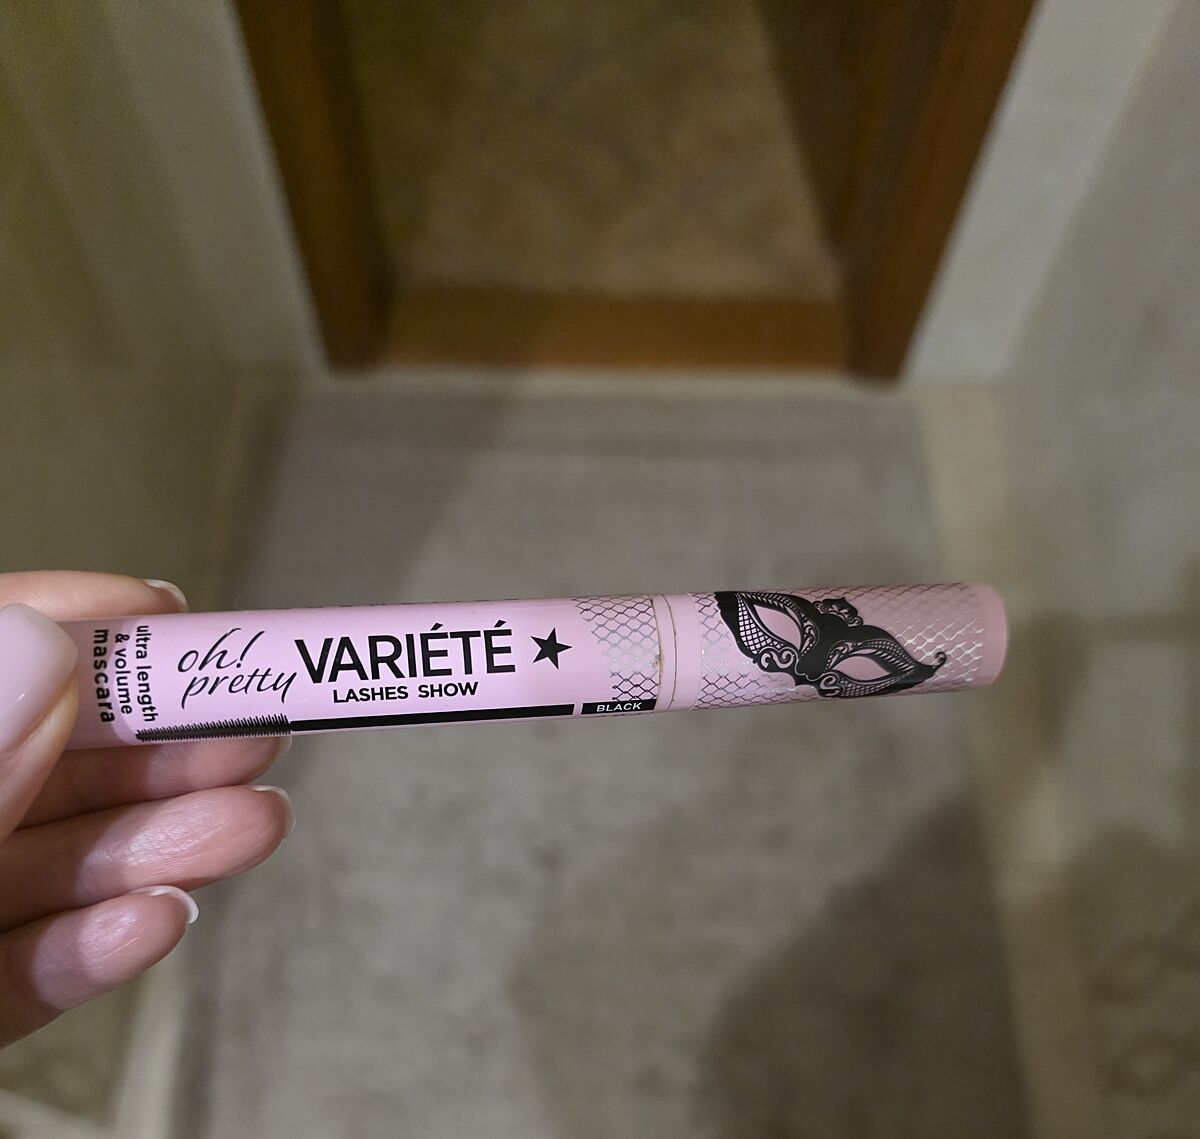 oh!
pretty
VARIÉTÉ
LASHES SHOW
BLACK
ultra length
& volume
mascara